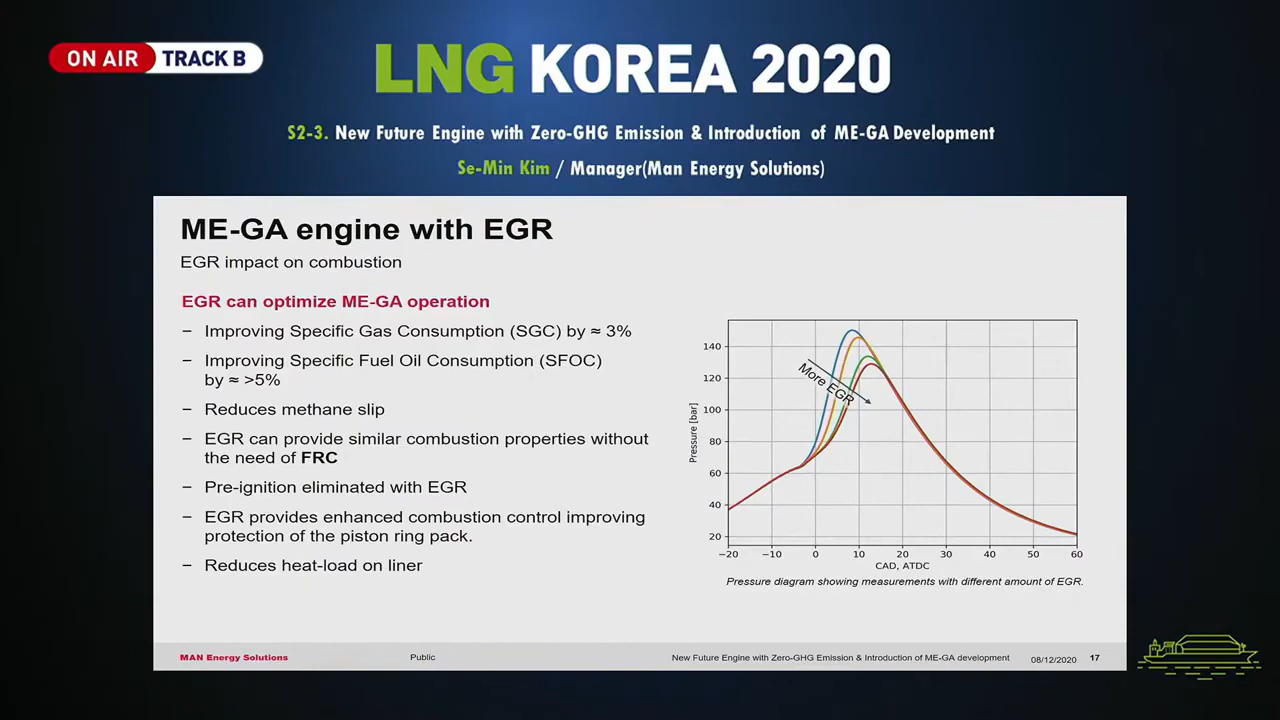 ON AIR TRACK B
LNG KOREA 2020
S2-3. New Future Engine with Zero-GHG Emission & Introduction of ME-GA Development
Se-Min Kim / Manager(Man Energy Solutions)
ME-GA engine with EGR
EGR impact on combustion
EGR can optimize ME-GA operation
− Improving Specific Gas Consumption (SGC) by ≈ 3%
− Improving Specific Fuel Oil Consumption (SFOC)
by ≈ >5%
− Reduces methane slip
− EGR can provide similar combustion properties without
the need of FRC
− Pre-ignition eliminated with EGR
− EGR provides enhanced combustion control improving
protection of the piston ring pack.
− Reduces heat-load on liner
Pressure [bar]
140
120
100
80
60
40
20
More EGR
−20 −10 0 10 20 30 40 50 60
CAD, ATDC
Pressure diagram showing measurements with different amount of EGR.
MAN Energy Solutions Public New Future Engine with Zero-GHG Emission & Introduction of ME-GA development 08/12/2020 17